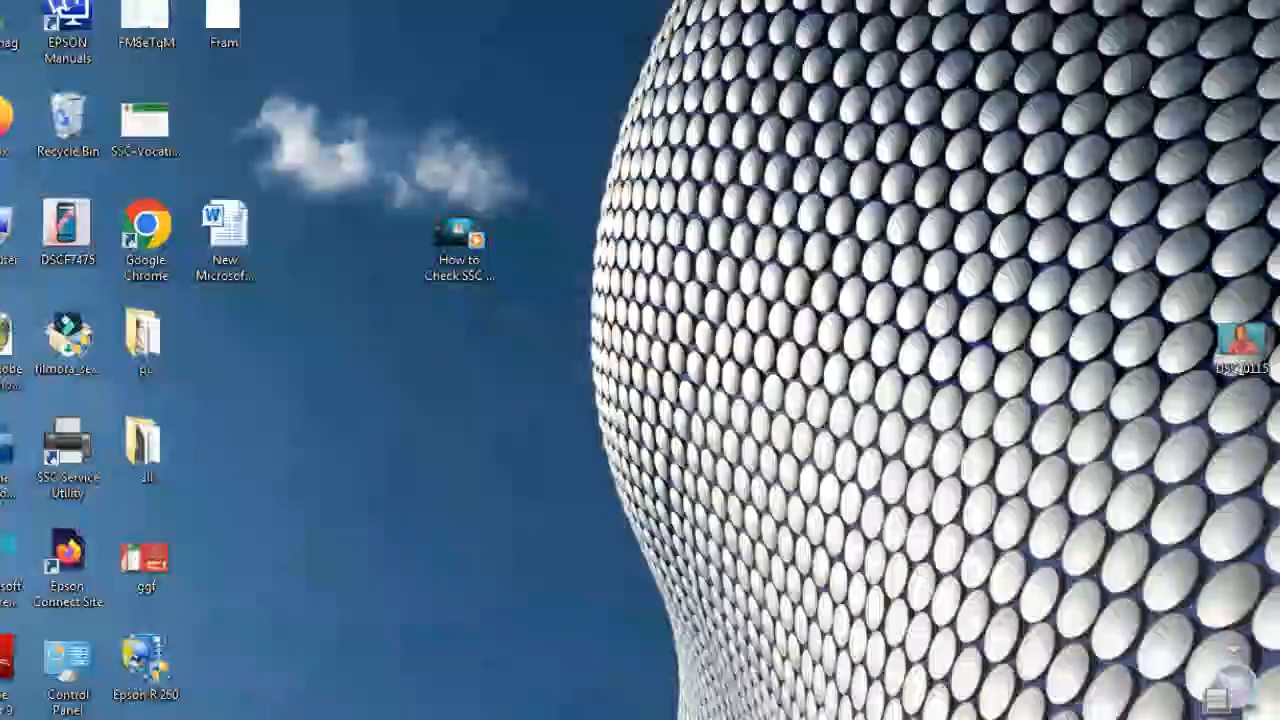 EPSON
Manuals
FM8eTqM
Fram
Recycle Bin
SSC-Vocati...
DSCF7475
Google
Chrome
New
Microsof...
How to
Check SSC ...
filmora_se...
SSC Service
Utility
Epson
Connect Site
ggf
Control
Panel
Epson R 260